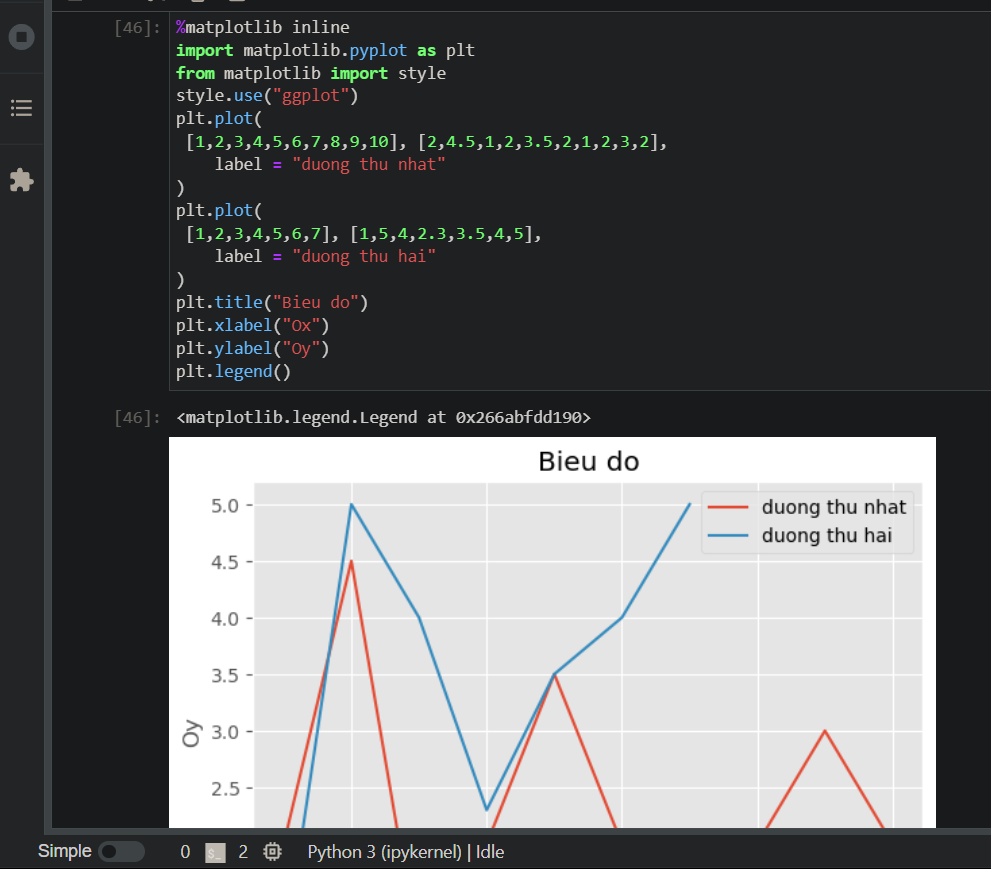 [46]: %matplotlib inline
import matplotlib.pyplot as plt
from matplotlib import style
style.use("ggplot")
plt.plot(
 [1,2,3,4,5,6,7,8,9,10], [2,4.5,1,2,3.5,2,1,2,3,2],
    label = "duong thu nhat"
)
plt.plot(
 [1,2,3,4,5,6,7], [1,5,4,2.3,3.5,4,5],
    label = "duong thu hai"
)
plt.title("Bieu do")
plt.xlabel("Ox")
plt.ylabel("Oy")
plt.legend()
[46]: <matplotlib.legend.Legend at 0x266abfdd190>
Bieu do
5.0
4.5
4.0
3.5
3.0
2.5
Oy
duong thu nhat
duong thu hai
Simple 0 $_ 2 Python 3 (ipykernel) | Idle